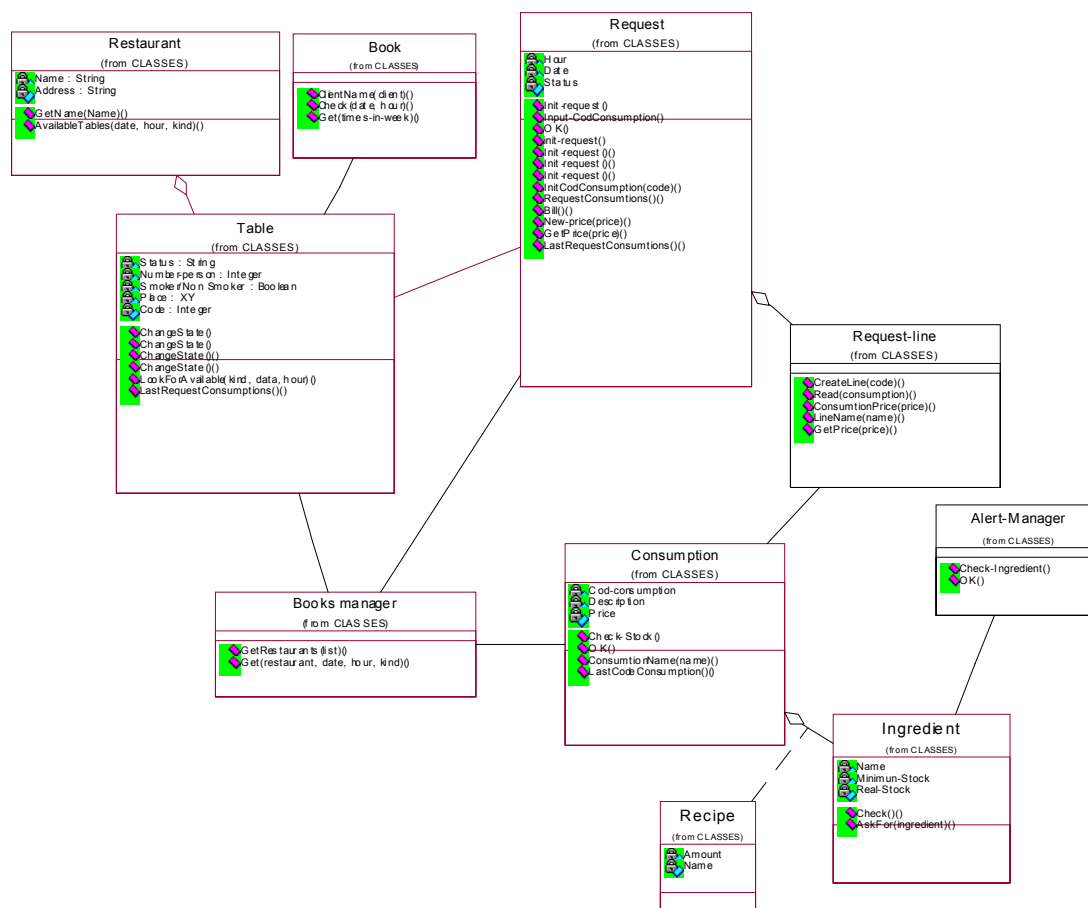 Restaurant
(from CLASSES)
Name : String
Address : String
GetName(Name)()
AvailableTables(date, hour, kind)()
Book
(from CLASSES)
ClientName(client)()
Check(date, hour)()
Get(times-in-week)()
Request
(from CLASSES)
Hour
Date
Status
Init-request()
Input-CodConsumption()
OK()
init-request()
Init-request()()
Init-request()()
Init-request()()
InitCodConsumption(code)()
RequestConsumtions()()
Bill()()
New-price(price)()
GetPrice(price)()
LastRequestConsumtions()()
Table
(from CLASSES)
Status : String
Number-person : Integer
Smoker/Non Smoker : Boolean
Place : XY
Code : Integer
ChangeState()
ChangeState()
ChangeState()()
ChangeState()()
LookForAvailable(kind, data, hour)()
LastRequestConsumptions()()
Request-line
(from CLASSES)
CreateLine(code)()
Read(consumption)()
ConsumtionPrice(price)()
LineName(name)()
GetPrice(price)()
Alert-Manager
(from CLASSES)
Check-Ingredient()
OK()
Consumption
(from CLASSES)
Cod-consumption
Description
Price
Check-Stock()
OK()
ConsumtionName(name)()
LastCodeConsumption()()
Books manager
(from CLASSES)
GetRestaurants(list)()
Get(restaurant, date, hour, kind)()
Ingredient
(from CLASSES)
Name
Minimun-Stock
Real-Stock
Check()()
AskFor(ingredient)()
Recipe
(from CLASSES)
Amount
Name